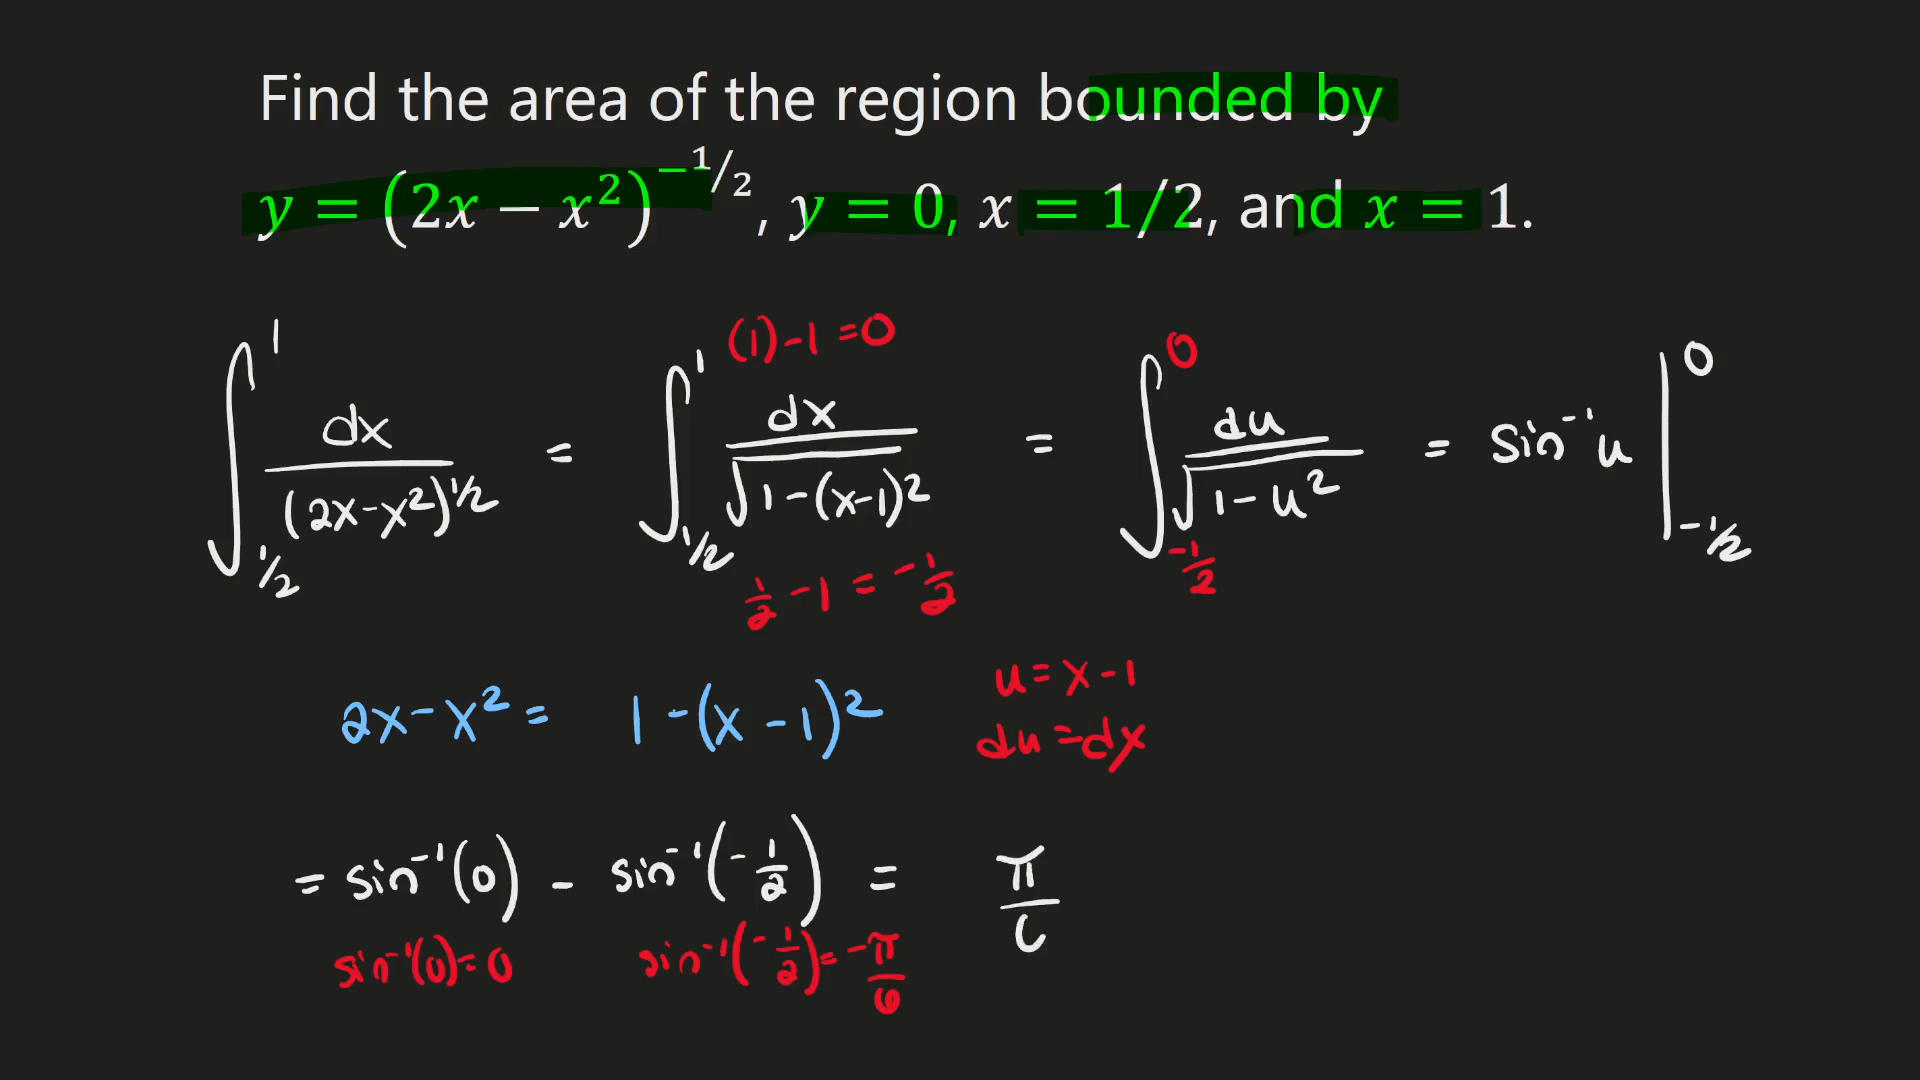 Find the area of the region bounded by
y = (2x − x²)^−1/2, y = 0, x = 1/2, and x = 1.
(1)-1 = 0
∫_1/2^1 dx/(2x-x²)^1/2 = ∫_1/2^1 dx/√(1-(x-1)²) = ∫_-1/2^0 du/√(1-u²) = sin⁻¹ u |_-1/2^0
1/2 - 1 = -1/2
u = x - 1
2x - x² = 1 - (x - 1)²
du = dx
= sin⁻¹(0) - sin⁻¹(-1/2) = π/
sin⁻¹(0) = 0 sin⁻¹(-1/2) = -π/6